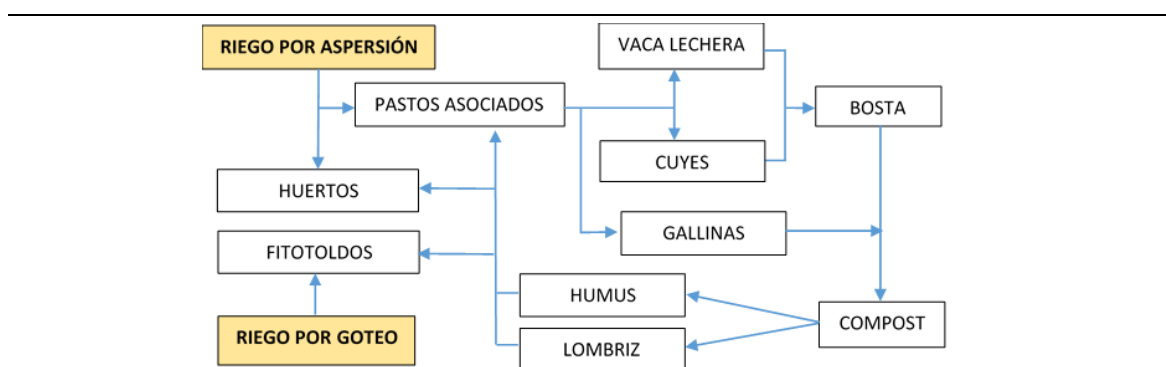 RIEGO POR ASPERSIÓN
VACA LECHERA
PASTOS ASOCIADOS
BOSTA
CUYES
HUERTOS
GALLINAS
FITOTOLDOS
HUMUS
COMPOST
RIEGO POR GOTEO
LOMBRIZ